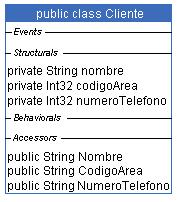 public class Cliente
Events
Structurals
private String nombre
private Int32 codigoArea
private Int32 numeroTelefono
Behaviorals
Accessors
public String Nombre
public String CodigoArea
public String NumeroTelefono